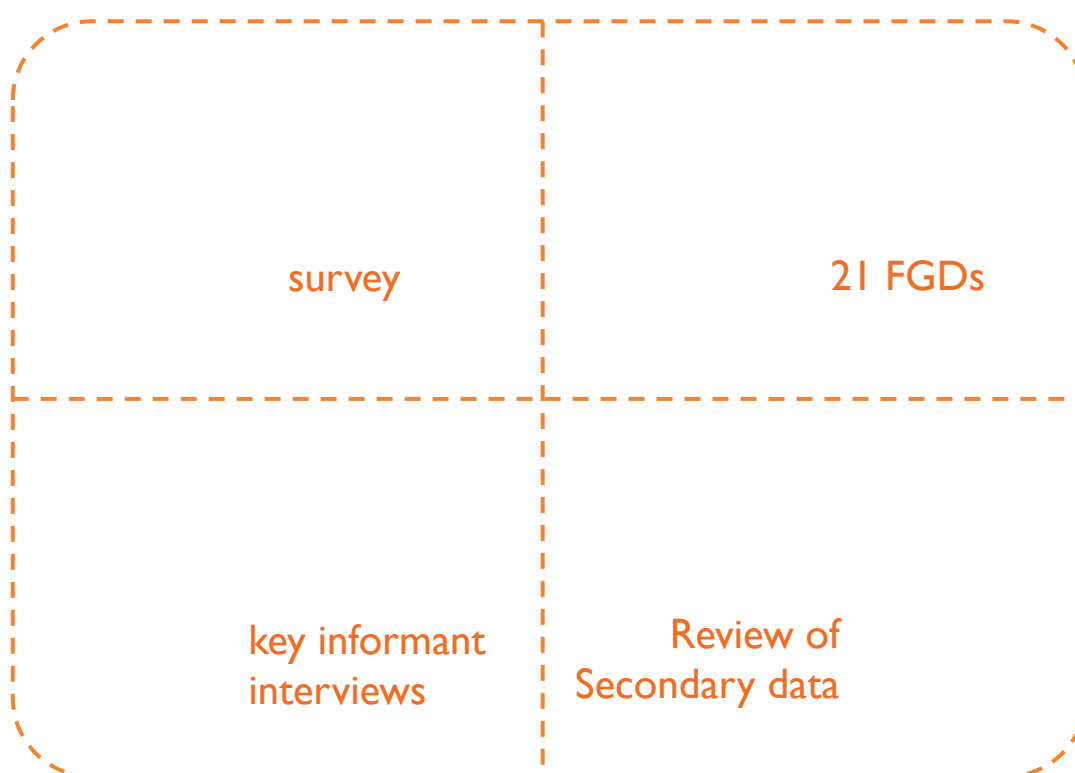 survey
21 FGDs
key informant
interviews
Review of
Secondary data